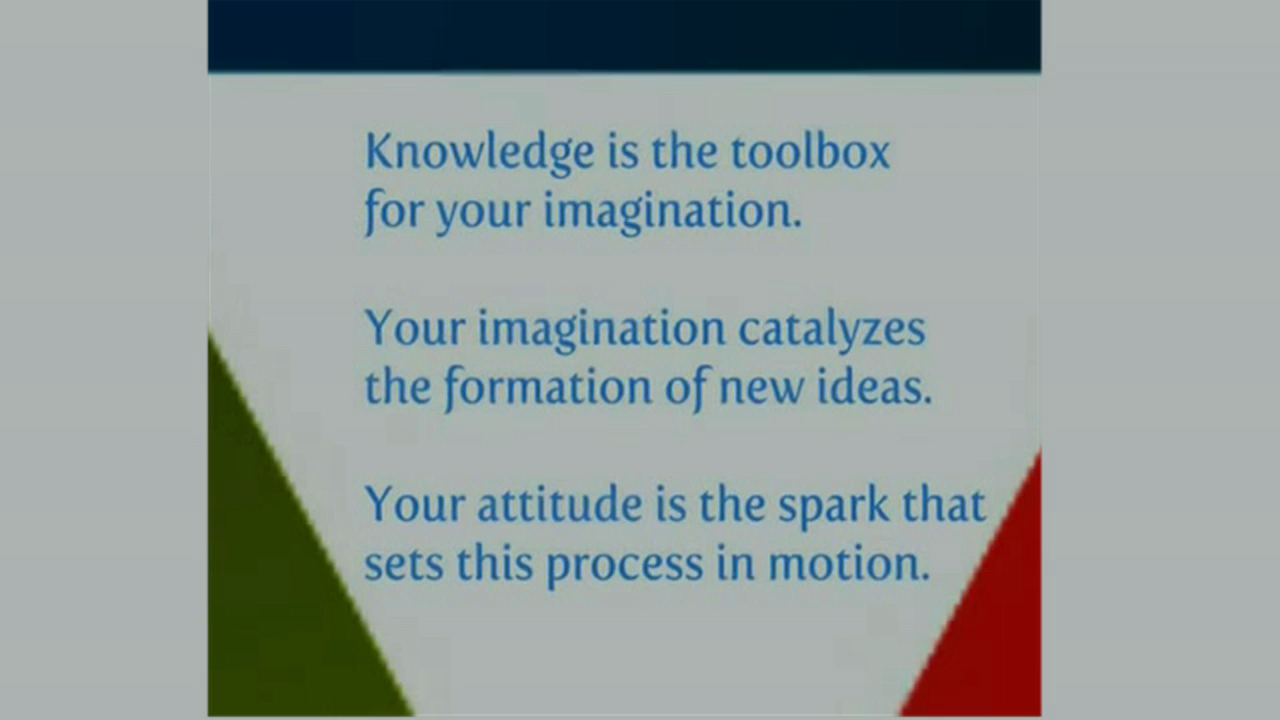 Knowledge is the toolbox
for your imagination.
Your imagination catalyzes
the formation of new ideas.
Your attitude is the spark that
sets this process in motion.